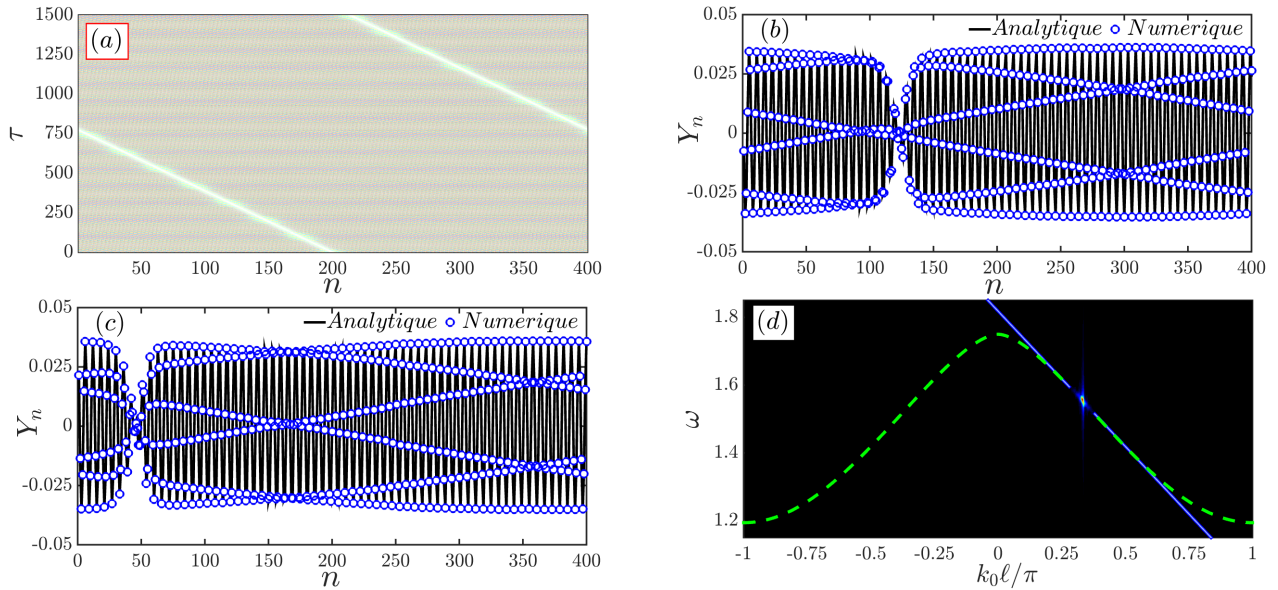 (a)
1500
1250
1000
750
500
250
0
τ
50 100 150 200 250 300 350 400
n
(b)
Analytique Numérique
0.05
0.025
0
-0.025
-0.05
Y_n
0 50 100 150 200 250 300 350 400
n
(c)
Analytique Numérique
0.05
0.025
0
-0.025
-0.05
Y_n
0 50 100 150 200 250 300 350 400
n
(d)
1.8
1.6
1.4
1.2
ω
-1 -0.75 -0.5 -0.25 0 0.25 0.5 0.75 1
k₀ℓ/π